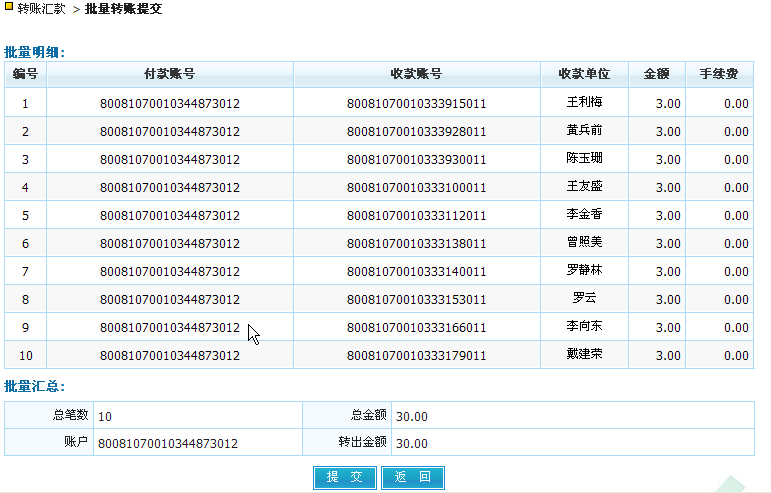 转账汇款 > 批量转账提交
批量明细:
编号 付款账号 收款账号 收款单位 金额 手续费
1 80081070010344873012 80081070010333915011 王利梅 3.00 0.00
2 80081070010344873012 80081070010333928011 黄兵前 3.00 0.00
3 80081070010344873012 80081070010333930011 陈玉珊 3.00 0.00
4 80081070010344873012 80081070010333100011 王友盛 3.00 0.00
5 80081070010344873012 80081070010333112011 李金香 3.00 0.00
6 80081070010344873012 80081070010333138011 曾照美 3.00 0.00
7 80081070010344873012 80081070010333140011 罗静林 3.00 0.00
8 80081070010344873012 80081070010333153011 罗云 3.00 0.00
9 80081070010344873012 80081070010333166011 李向东 3.00 0.00
10 80081070010344873012 80081070010333179011 戴建荣 3.00 0.00
批量汇总:
总笔数 10 总金额 30.00
账户 80081070010344873012 转出金额 30.00
提 交 返 回